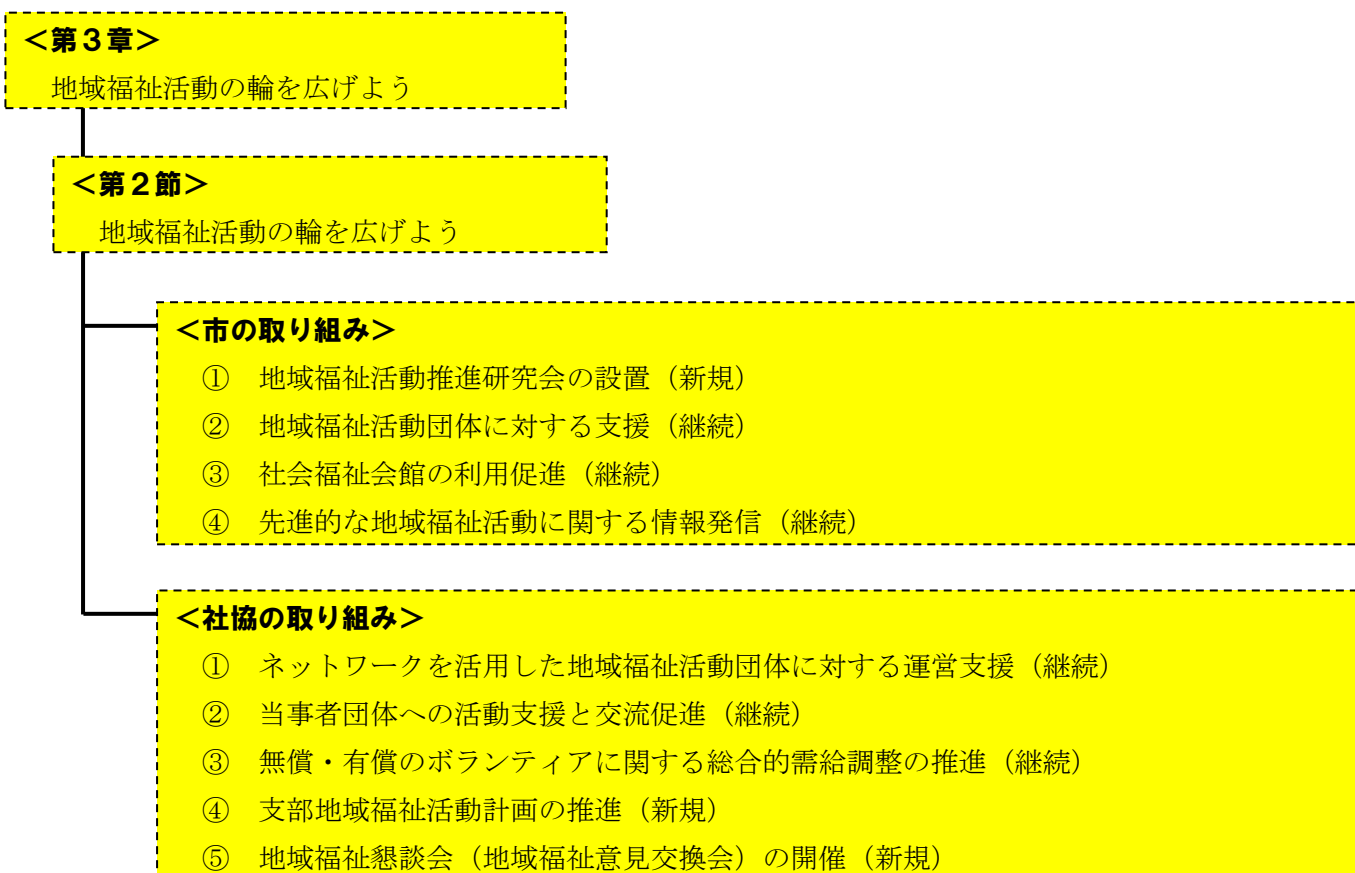 ＜第３章＞
地域福祉活動の輪を広げよう
＜第２節＞
地域福祉活動の輪を広げよう
＜市の取り組み＞
①　地域福祉活動推進研究会の設置（新規）
②　地域福祉活動団体に対する支援（継続）
③　社会福祉会館の利用促進（継続）
④　先進的な地域福祉活動に関する情報発信（継続）
＜社協の取り組み＞
①　ネットワークを活用した地域福祉活動団体に対する運営支援（継続）
②　当事者団体への活動支援と交流促進（継続）
③　無償・有償のボランティアに関する総合的需給調整の推進（継続）
④　支部地域福祉活動計画の推進（新規）
⑤　地域福祉懇談会（地域福祉意見交換会）の開催（新規）